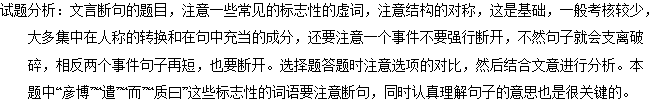 试题分析：文言断句的题目，注意一些常见的标志性的虚词，注意结构的对称，这是基础，一般考核较少，
大多集中在人称的转换和在句中充当的成分，还要注意一个事件不要强行断开，不然句子就会支离破
碎，相反两个事件句子再短，也要断开。选择题答题时注意选项的对比，然后结合文意进行分析。本
题中“彦博”“遣”“而”“质曰”这些标志性的词语要注意断句，同时认真理解句子的意思也是很关键的。